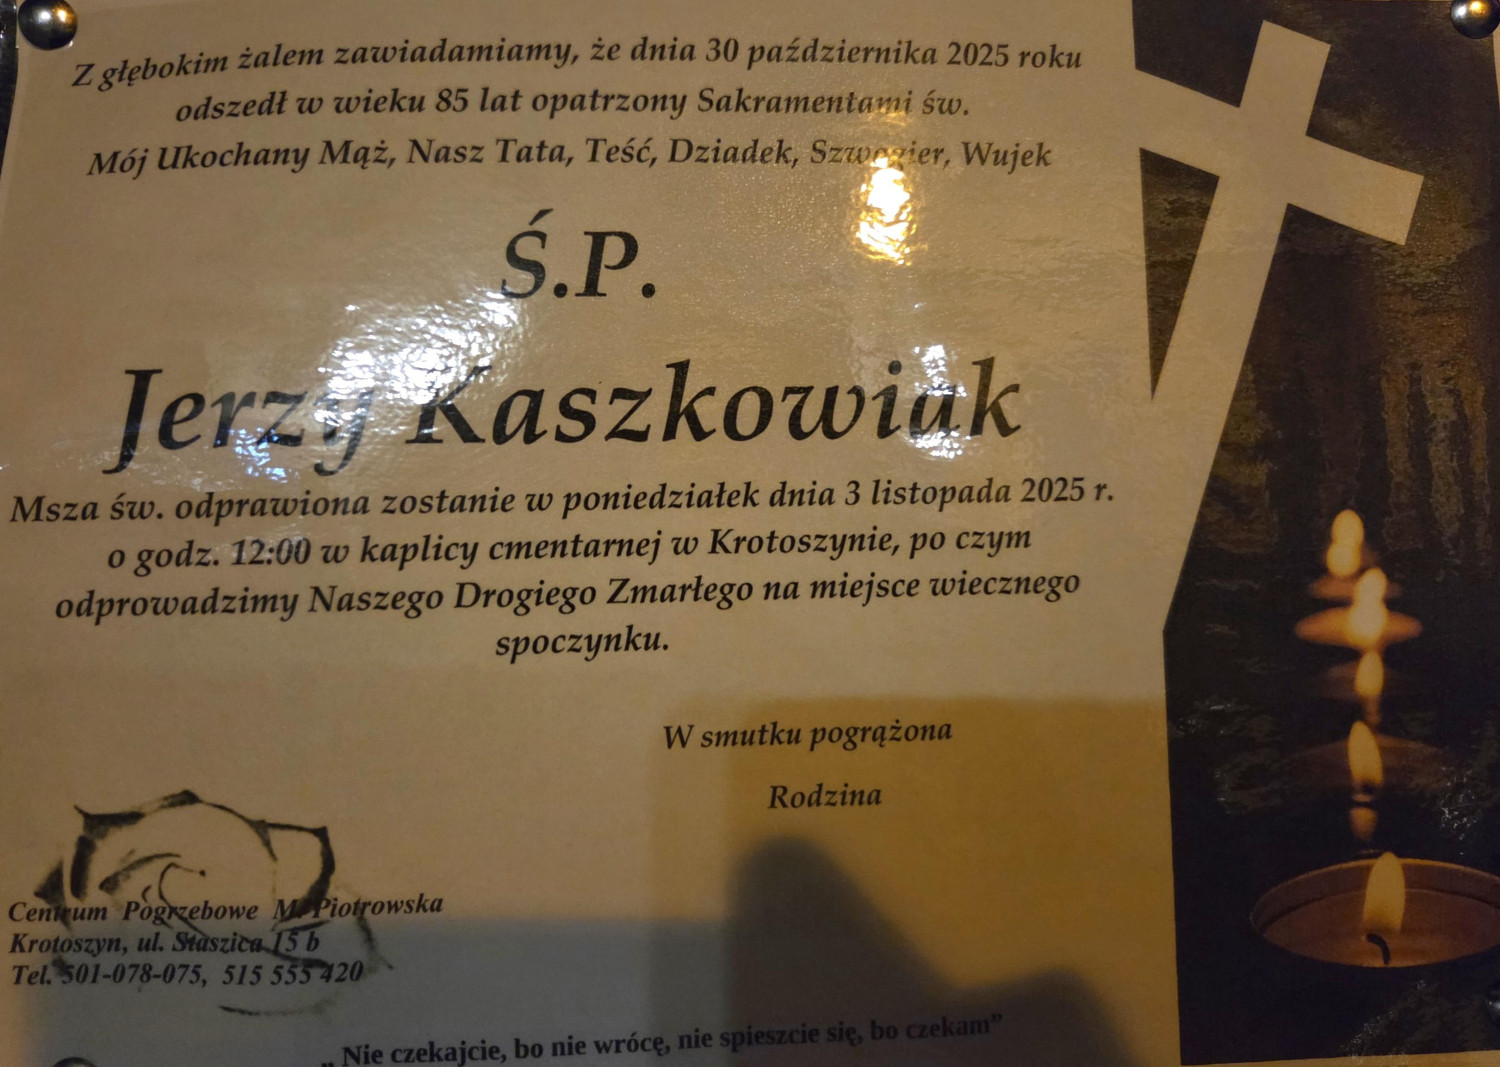 Z głębokim żalem zawiadamiamy, że dnia 30 października 2025 roku
odszedł w wieku 85 lat opatrzony Sakramentami św.
Mój Ukochany Mąż, Nasz Tata, Teść, Dziadek, Szwagier, Wujek
Ś.P.
Jerzy Kaszkowiak
Msza św. odprawiona zostanie w poniedziałek dnia 3 listopada 2025 r.
o godz. 12:00 w kaplicy cmentarnej w Krotoszynie, po czym
odprowadzimy Naszego Drogiego Zmarłego na miejsce wiecznego
spoczynku.
W smutku pogrążona
Rodzina
Centrum Pogrzebowe M. Piotrowska
Krotoszyn, ul. Staszica 15 b
Tel. 501-078-075, 515 555 420
„ Nie czekajcie, bo nie wrócę, nie spieszcie się, bo czekam”